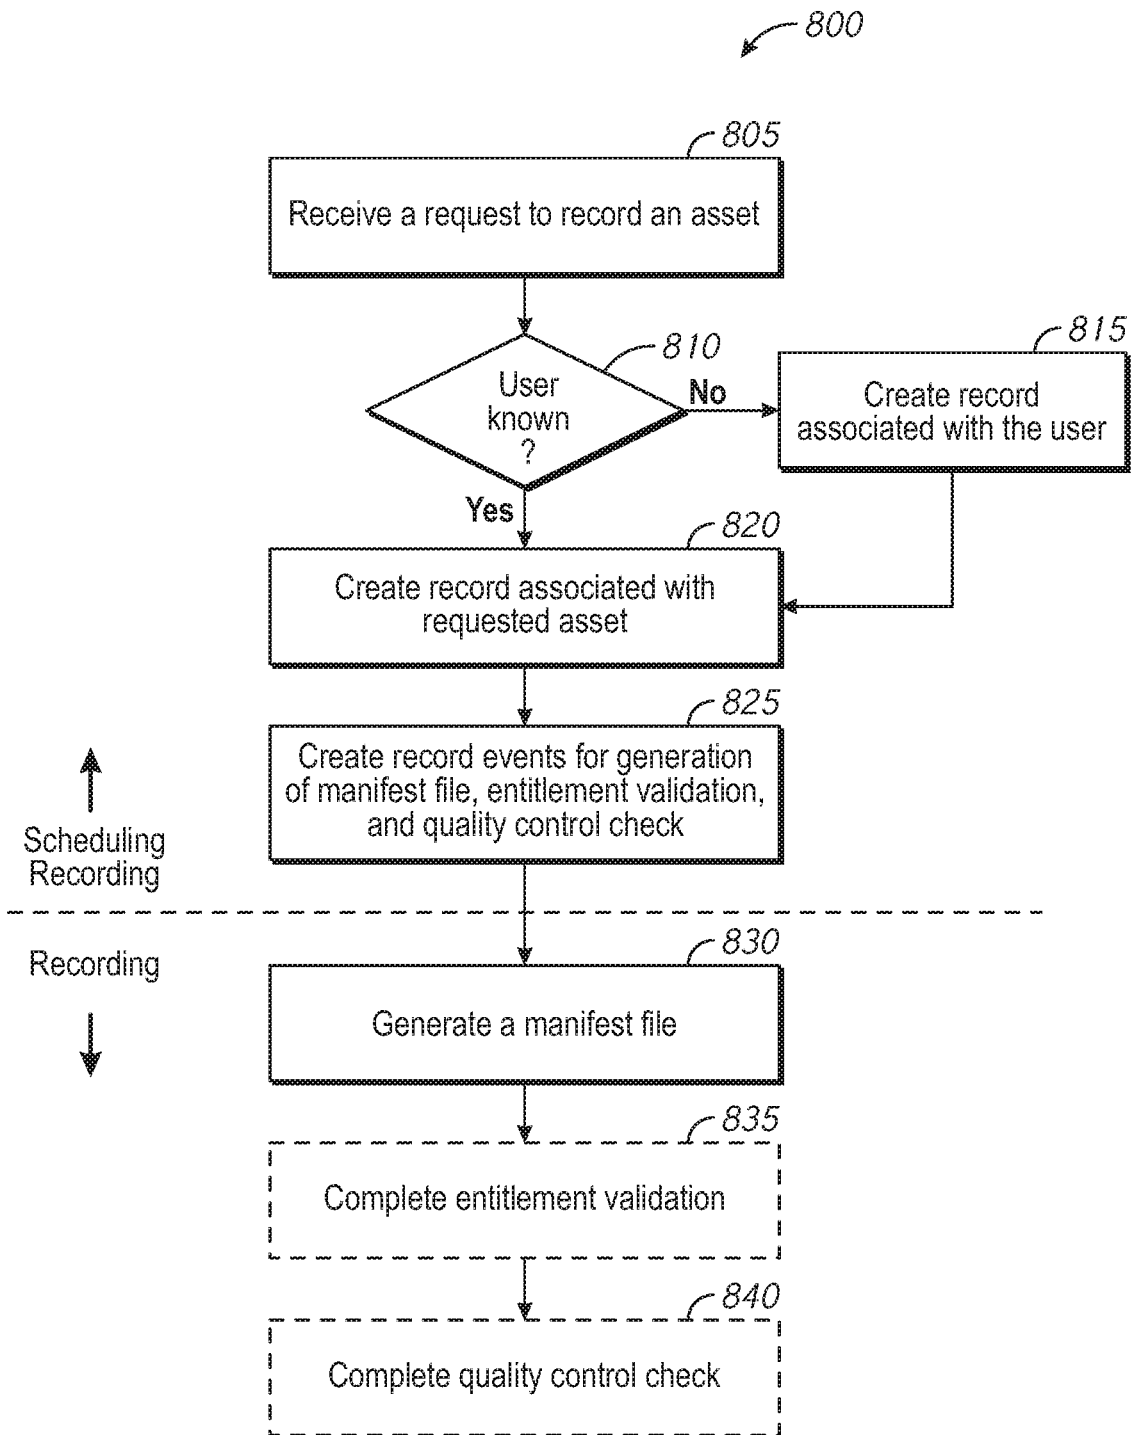 800
805
Receive a request to record an asset
810
User
known
?
No
815
Create record
associated with the user
Yes
820
Create record associated with
requested asset
825
Create record events for generation
of manifest file, entitlement validation,
and quality control check
Scheduling
Recording
Recording
830
Generate a manifest file
835
Complete entitlement validation
840
Complete quality control check